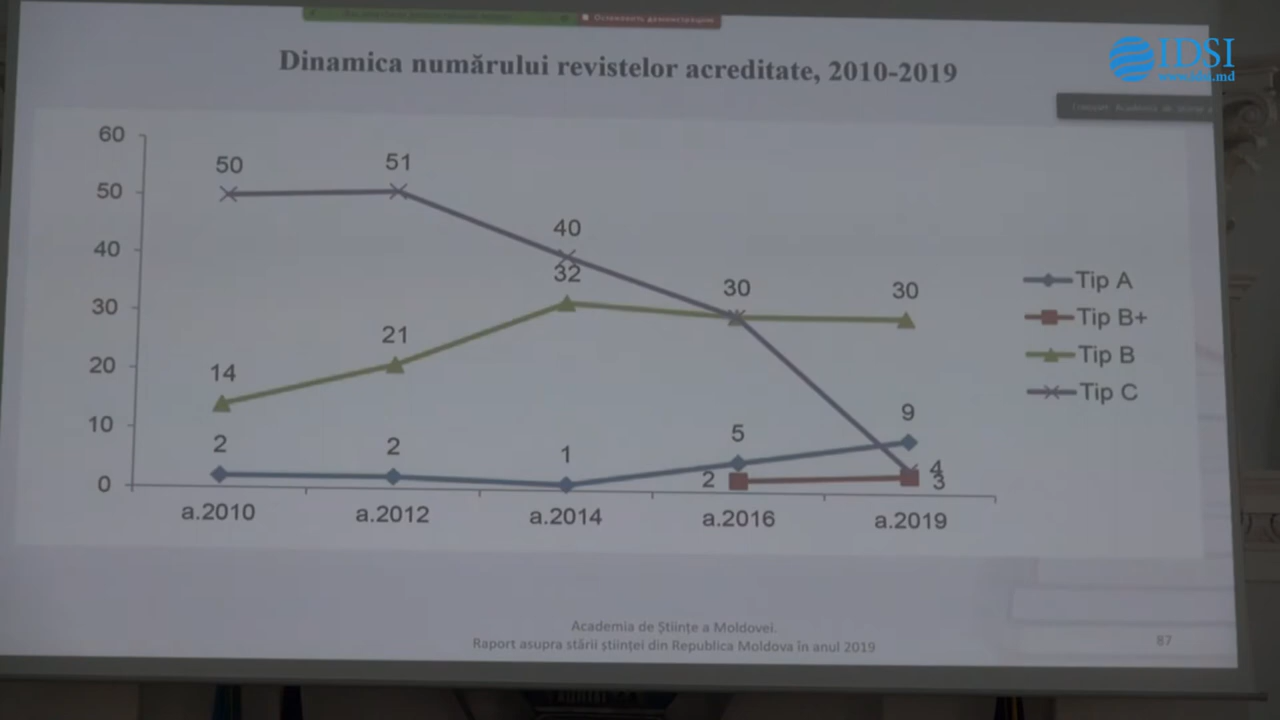 Остановить демонстрацию
Dinamica numărului revistelor acreditate, 2010-2019
IDSI
www.idsi.md
60
50
40
30
20
10
0
50
51
40
32
30
30
14
21
2
2
1
5
9
2
4
3
a.2010
a.2012
a.2014
a.2016
a.2019
Tip A
Tip B+
Tip B
Tip C
Academia de Științe a Moldovei.
Raport asupra stării științei din Republica Moldova în anul 2019
87